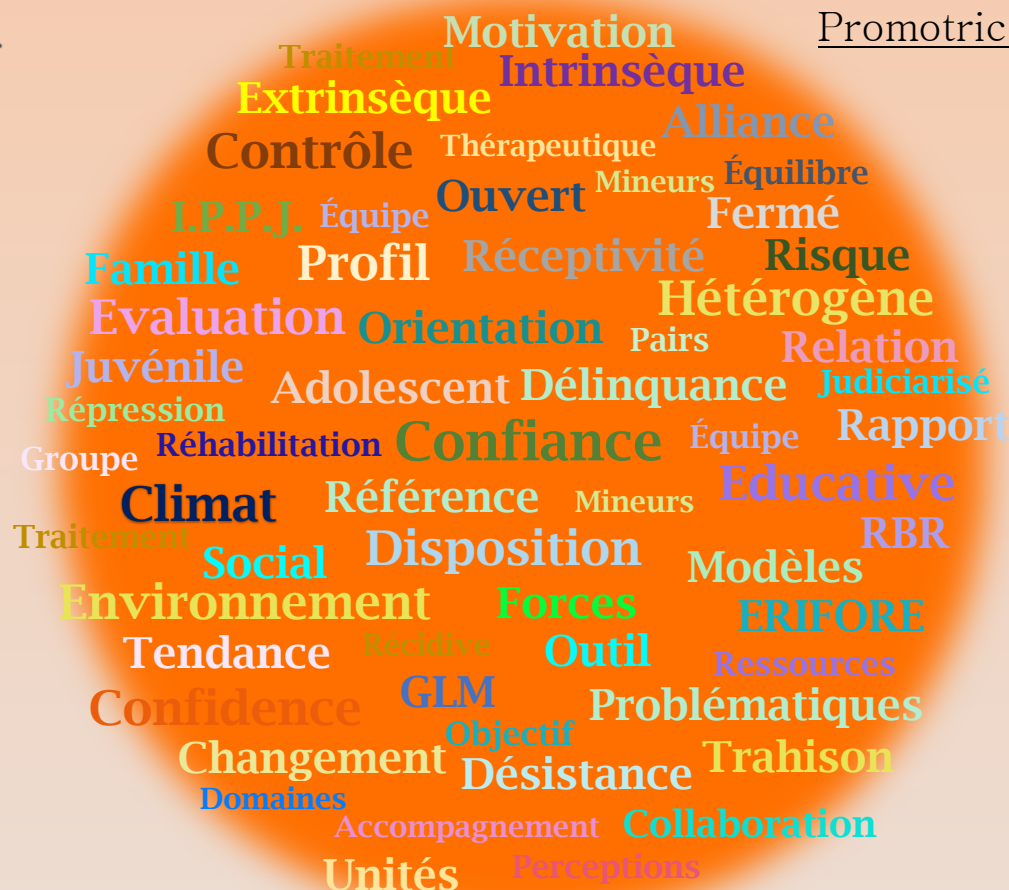 Promotric
Motivation
Traitement
Intrinsèque
Extrinsèque
Alliance
Contrôle
Thérapeutique
Équilibre
Mineurs
Ouvert
Fermé
I.P.P.J.
Équipe
Profil
Réceptivité
Risque
Famille
Hétérogène
Evaluation
Orientation
Pairs
Relation
Juvénile
Adolescent
Délinquance
Judiciarisé
Répression
Rapport
Réhabilitation
Confiance
Équipe
Groupe
Educative
Climat
Référence
Mineurs
Traitement
RBR
Disposition
Social
Modèles
Environnement
Forces
ERIFORE
Tendance
Récidive
Outil
Ressources
GLM
Confidence
Problématiques
Objectif
Changement
Trahison
Désistance
Domaines
Accompagnement
Collaboration
Unités
Perceptions